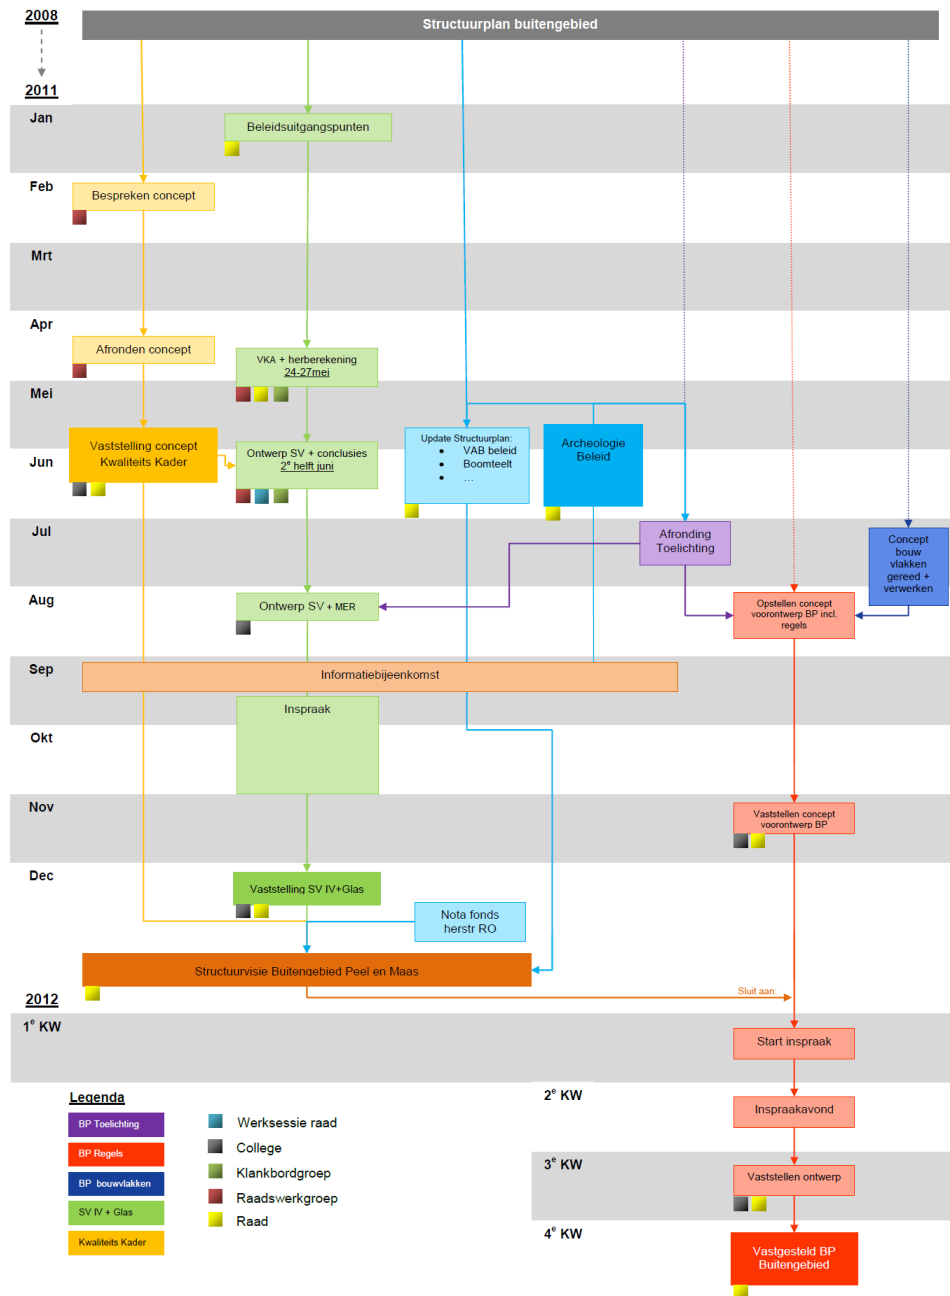 2008
Structuurplan buitengebied
2011
Jan
Beleidsuitgangspunten
Feb
Bespreken concept
Mrt
Apr
Afronden concept
VKA + herberekening
24-27mei
Mei
Vaststelling concept
Kwaliteits Kader
Ontwerp SV + conclusies
2e helft juni
Update Structuurplan:
• VAB beleid
• Boomteelt
• ...
Archeologie
Beleid
Jun
Jul
Afronding
Toelichting
Concept
bouw
vlakken
gereed +
verwerken
Aug
Ontwerp SV + MER
Opstellen concept
voorontwerp BP incl.
regels
Sep
Informatiebijeenkomst
Inspraak
Okt
Nov
Vaststellen concept
voorontwerp BP
Dec
Vaststelling SV IV+Glas
Nota fonds
herstr RO
Structuurvisie Buitengebied Peel en Maas
2012
Sluit aan:
1e KW
Start inspraak
2e KW
Inspraakavond
3e KW
Vaststellen ontwerp
4e KW
Vastgesteld BP
Buitengebied
Legenda
BP Toelichting
BP Regels
BP bouwvlakken
SV IV + Glas
Kwaliteits Kader
Werksessie raad
College
Klankbordgroep
Raadswerkgroep
Raad